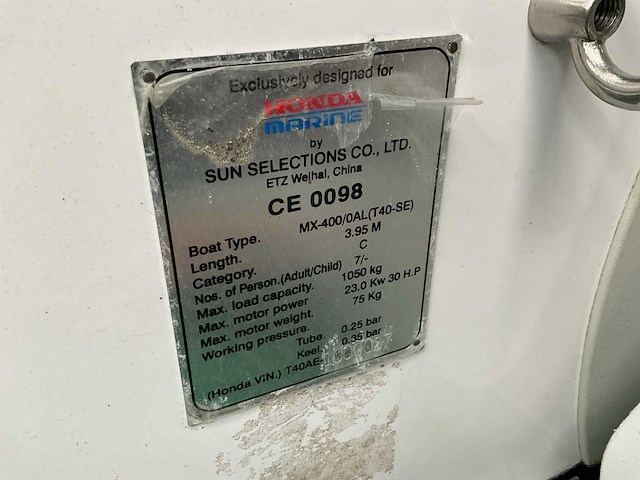 Exclusively designed for
HONDA
MARINE
by
SUN SELECTIONS CO., LTD.
ETZ Weihai, China
CE 0098
Boat Type. MX-400/0AL(T40-SE)
Length. 3.95 M
Category. C
Nos. of Person.(Adult/Child) 7/-
Max. load capacity. 1050 kg
Max. motor power 23.0 Kw 30 H.P
Max. motor weight. 75 Kg
Working pressure.
Tube. 0.25 bar
Keel. 0.35 bar
(Honda ViN.) T40AE-